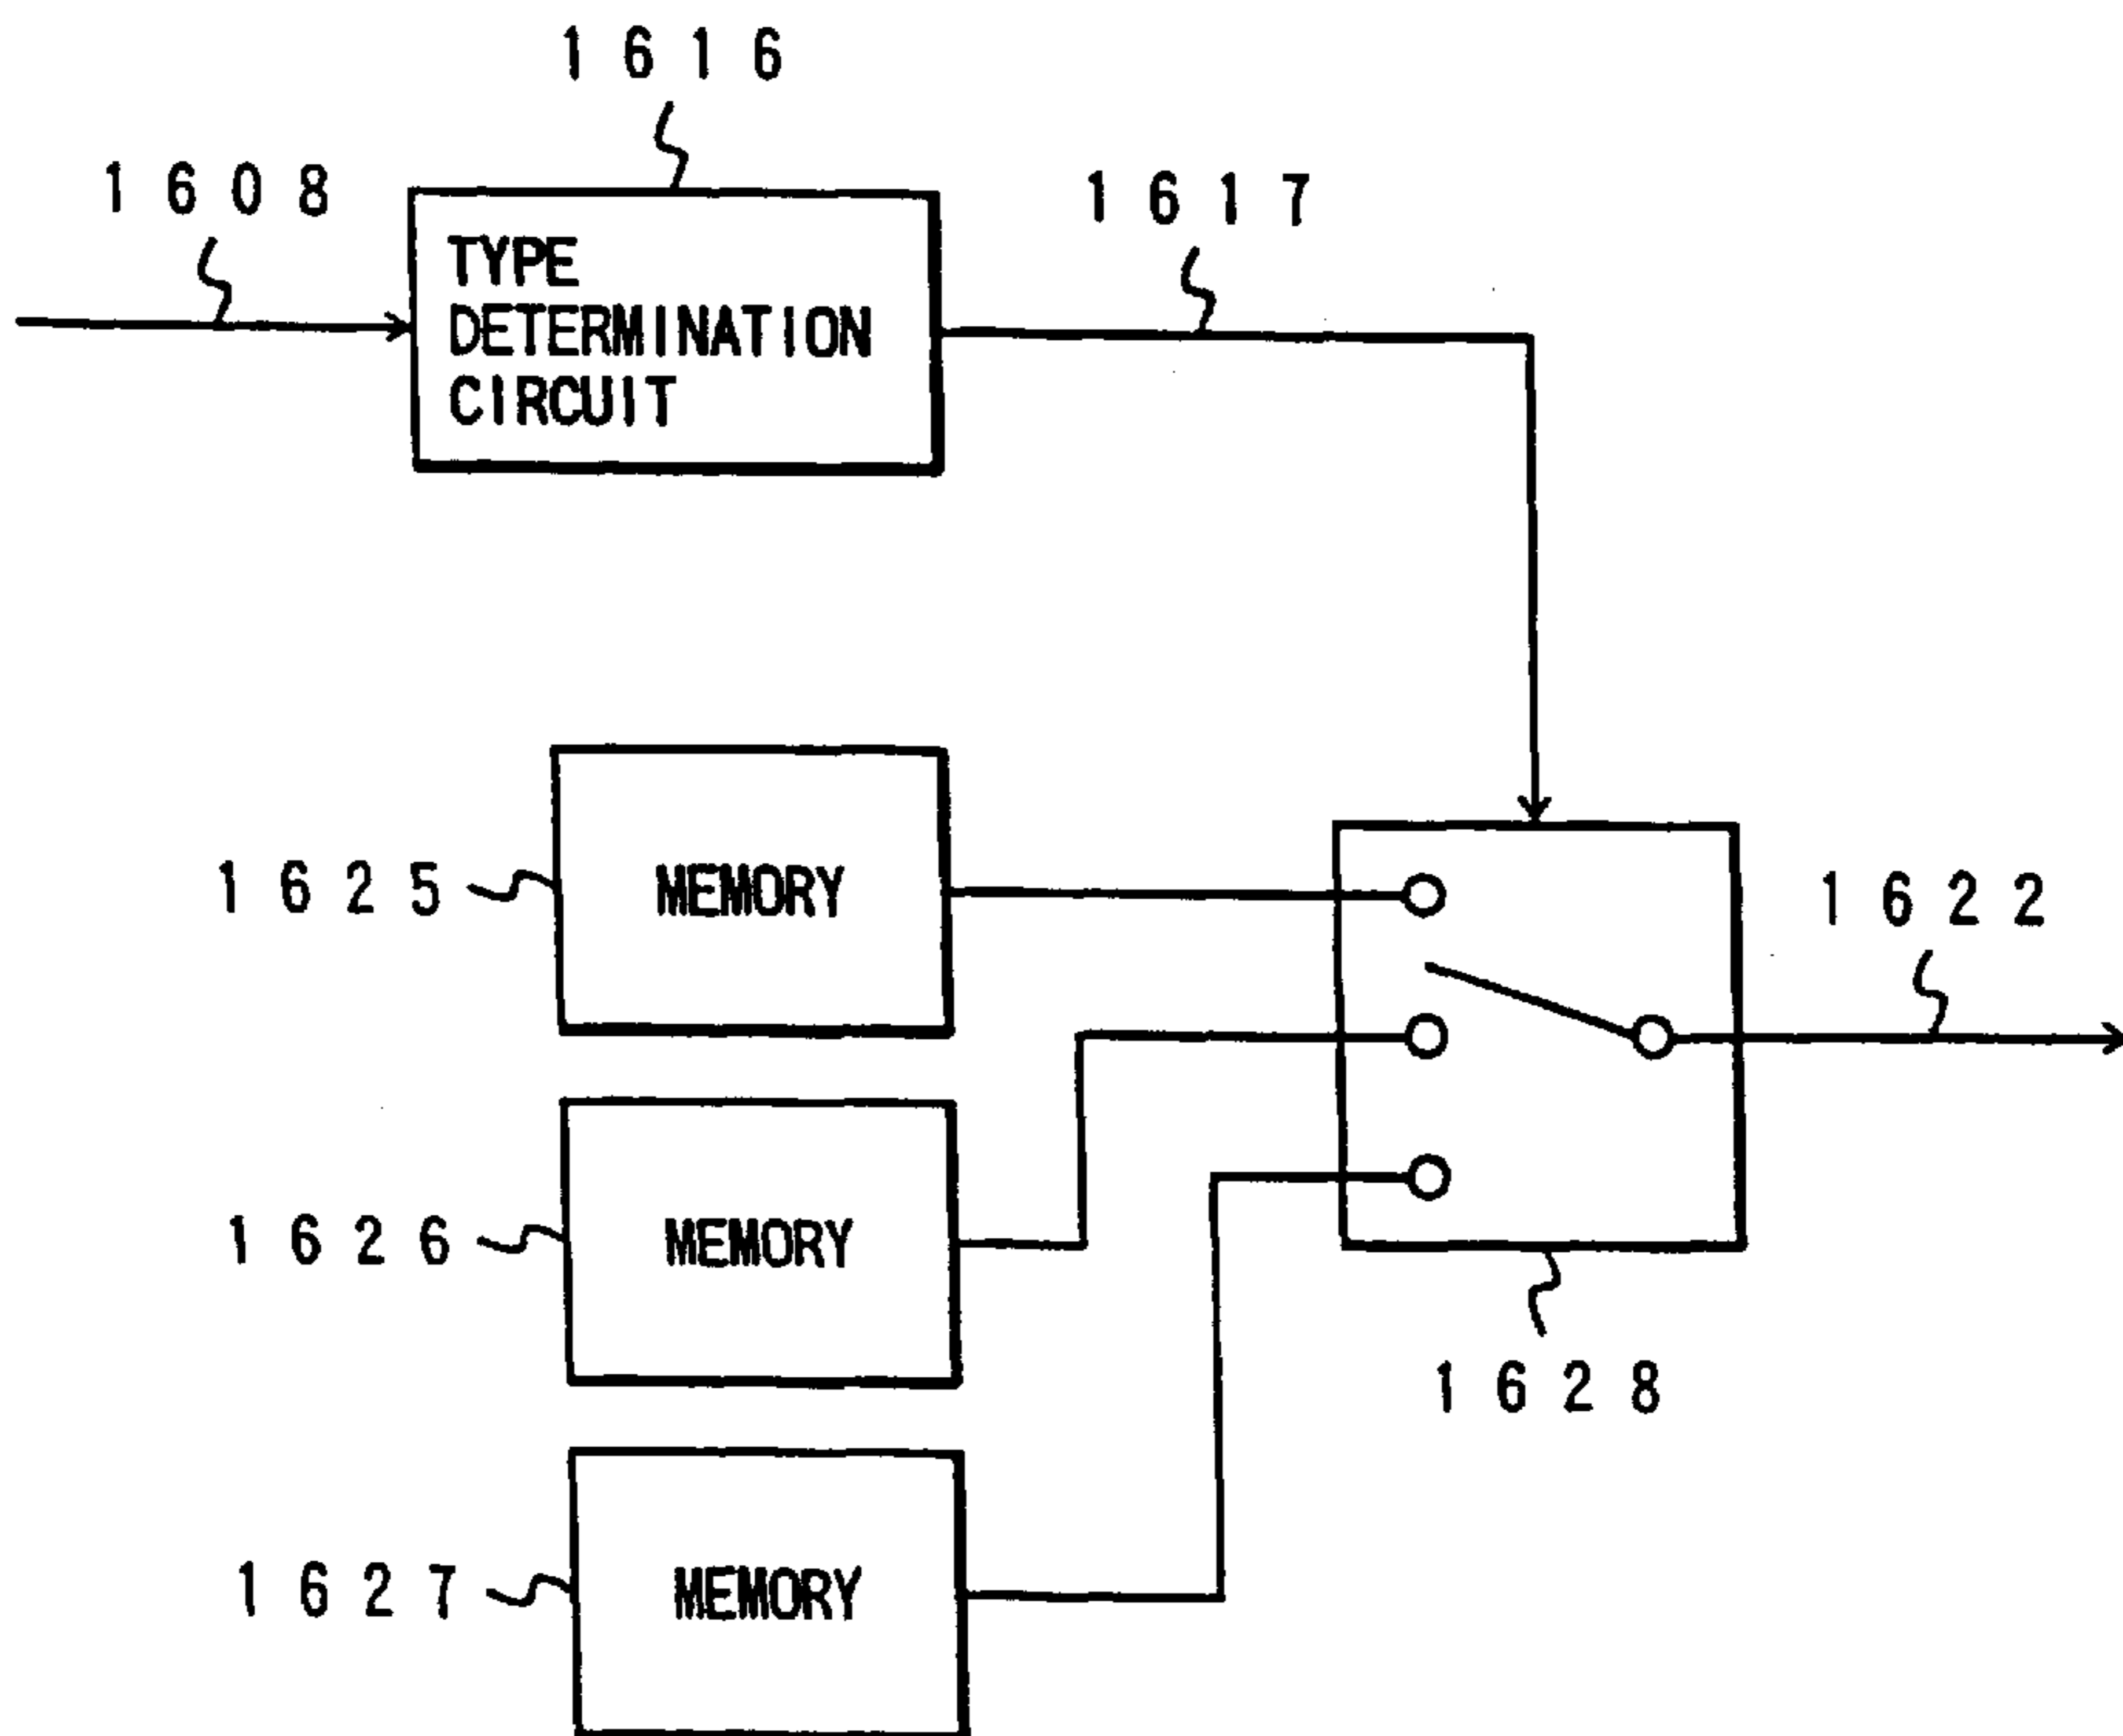 1616
1608
1617
TYPE
DETERMINATION
CIRCUIT
1625
MEMORY
1622
1626
MEMORY
1628
1627
MEMORY